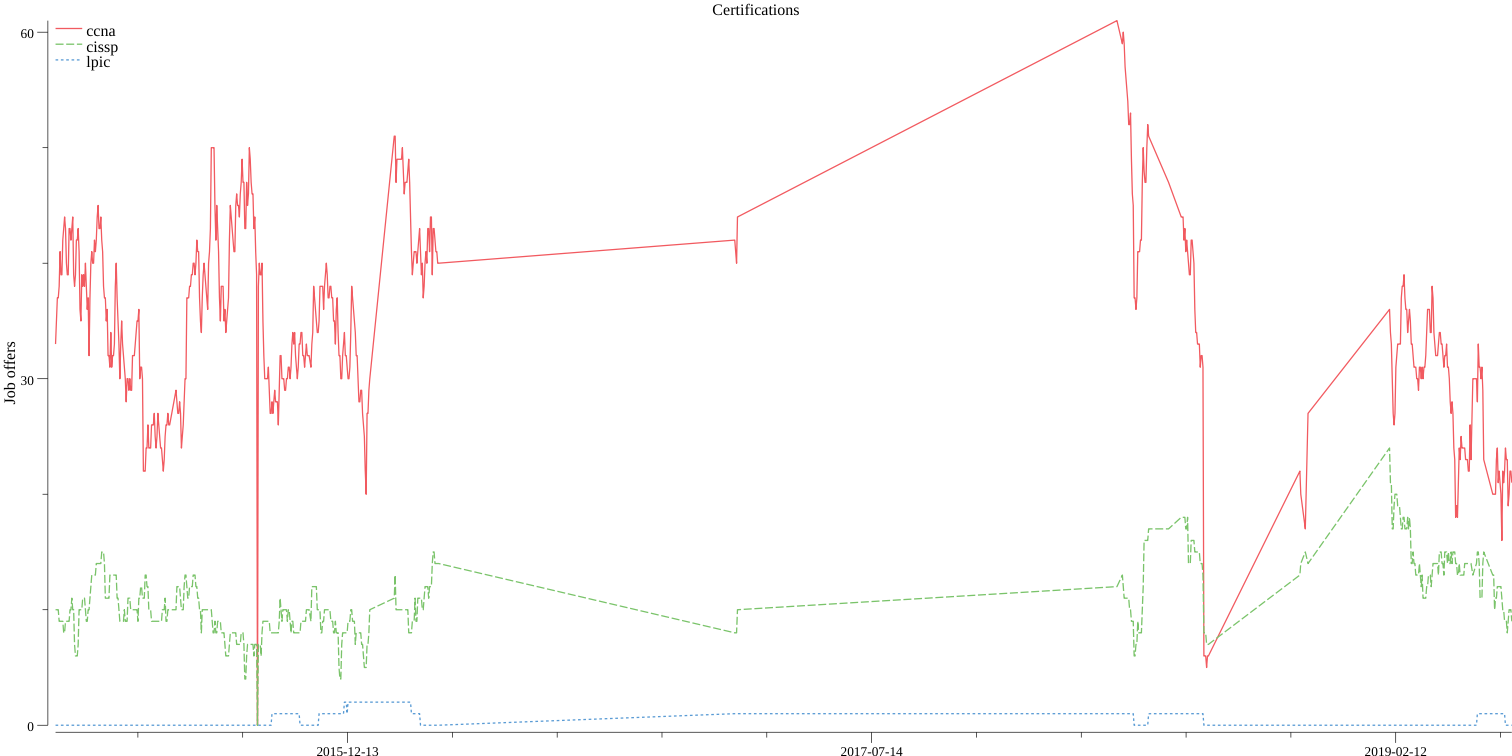 Certifications
60
ccna
cissp
lpic
Job offers
30
0
2015-12-13
2017-07-14
2019-02-12